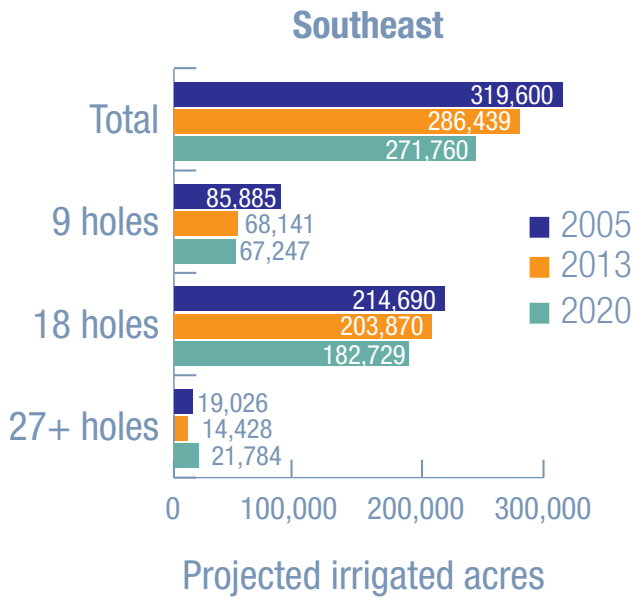 Southeast
Total
319,600
286,439
271,760
9 holes
85,885
68,141
67,247
18 holes
214,690
203,870
182,729
27+ holes
19,026
14,428
21,784
2005
2013
2020
0 100,000 200,000 300,000
Projected irrigated acres